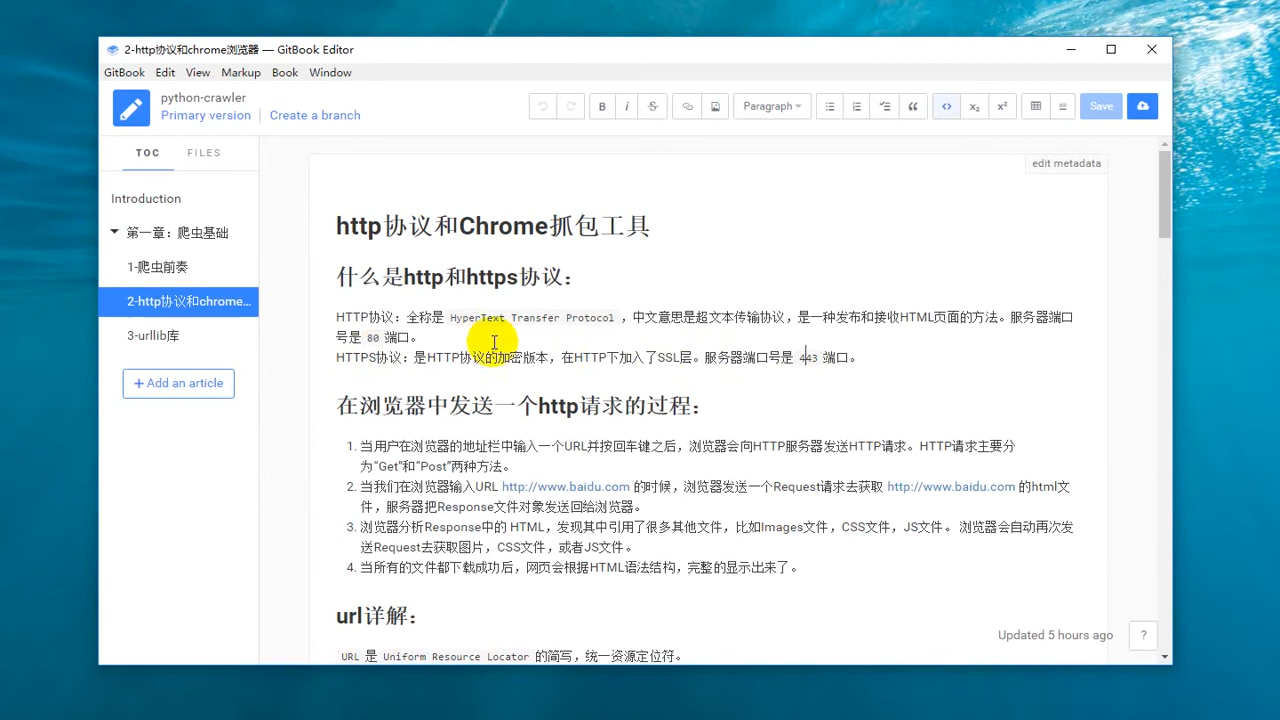 2-http协议和chrome浏览器 — GitBook Editor
GitBook Edit View Markup Book Window
python-crawler
Primary version Create a branch
B i S Paragraph x₂ x² Save
TOC FILES
edit metadata
Introduction
第一章：爬虫基础
1-爬虫前奏
2-http协议和chrome...
3-urllib库
+ Add an article
http协议和Chrome抓包工具
什么是http和https协议：
HTTP协议：全称是 HyperText Transfer Protocol ，中文意思是超文本传输协议，是一种发布和接收HTML页面的方法。服务器端口
号是 80 端口。
HTTPS协议：是HTTP协议的加密版本，在HTTP下加入了SSL层。服务器端口号是 443 端口。
在浏览器中发送一个http请求的过程：
1. 当用户在浏览器的地址栏中输入一个URL并按回车键之后，浏览器会向HTTP服务器发送HTTP请求。HTTP请求主要分
为“Get”和“Post”两种方法。
2. 当我们在浏览器输入URL http://www.baidu.com 的时候，浏览器发送一个Request请求去获取 http://www.baidu.com 的html文
件，服务器把Response文件对象发送回给浏览器。
3. 浏览器分析Response中的 HTML，发现其中引用了很多其他文件，比如Images文件，CSS文件，JS文件。 浏览器会自动再次发
送Request去获取图片，CSS文件，或者JS文件。
4. 当所有的文件都下载成功后，网页会根据HTML语法结构，完整的显示出来了。
url详解：
URL 是 Uniform Resource Locator 的简写，统一资源定位符。
Updated 5 hours ago
?